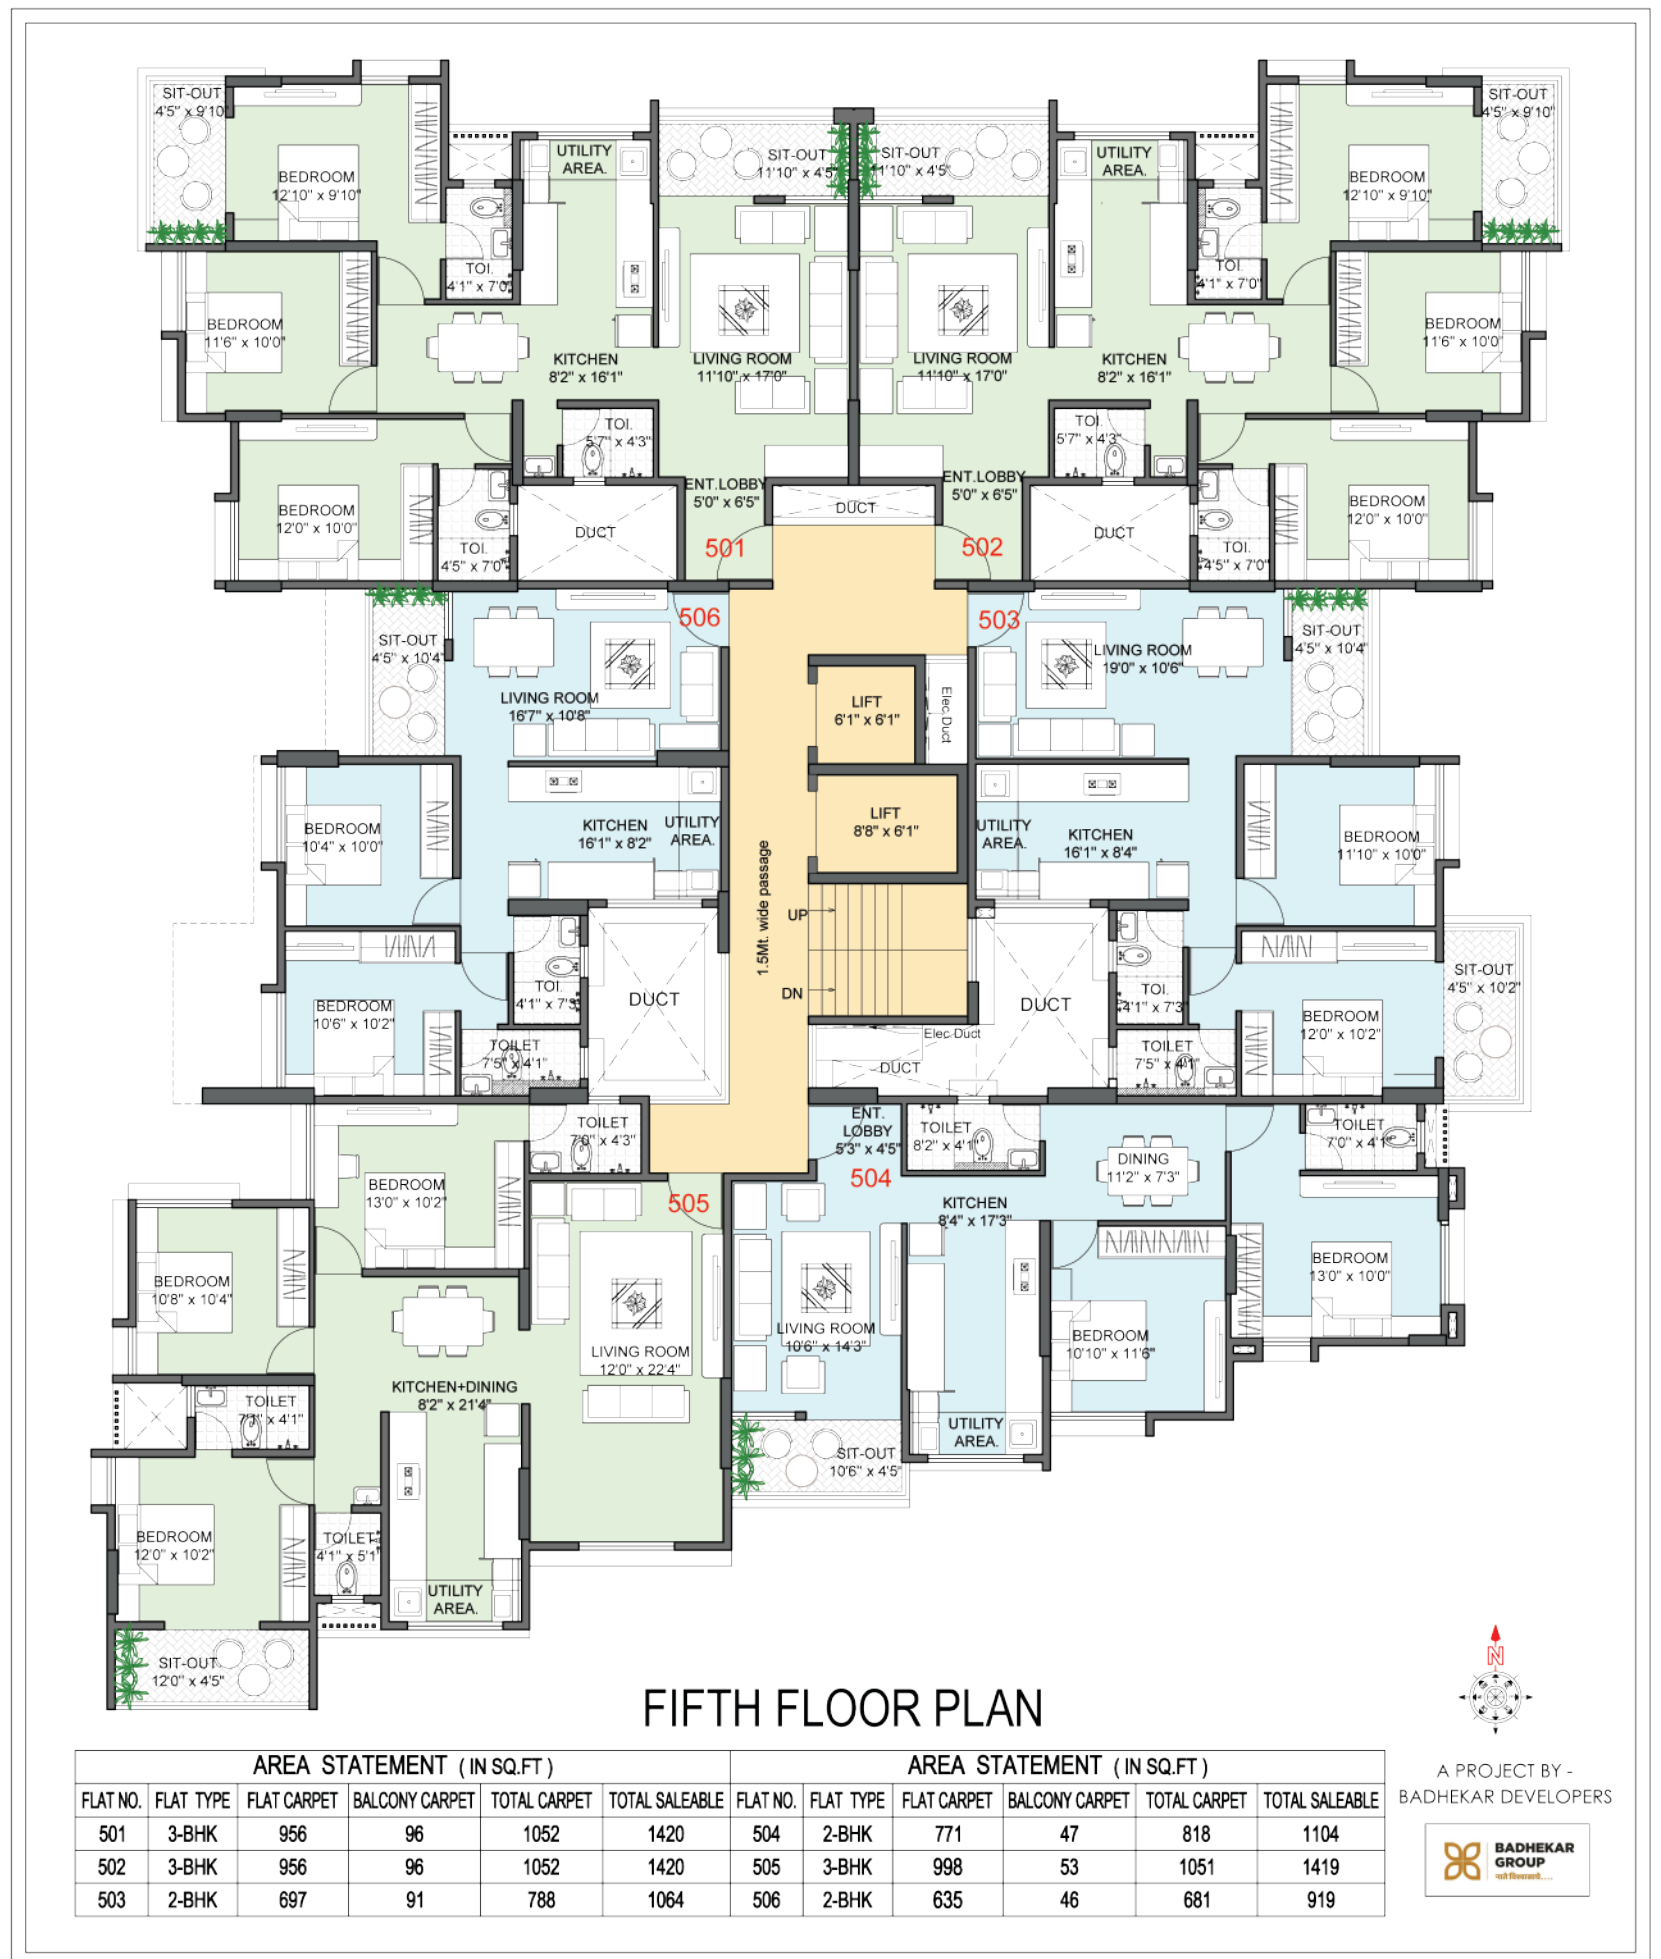 SIT-OUT
4'5" x 9'10"
BEDROOM
12'10" x 9'10"
UTILITY
AREA.
SIT-OUT
11'10" x 4'5"
SIT-OUT
11'10" x 4'5"
UTILITY
AREA.
BEDROOM
12'10" x 9'10"
SIT-OUT
4'5" x 9'10"
TOI.
4'1" x 7'0"
TOI.
4'1" x 7'0"
BEDROOM
11'6" x 10'0"
KITCHEN
8'2" x 16'1"
LIVING ROOM
11'10" x 17'0"
LIVING ROOM
11'10" x 17'0"
KITCHEN
8'2" x 16'1"
BEDROOM
11'6" x 10'0"
TOI.
5'7" x 4'3"
TOI.
5'7" x 4'3"
BEDROOM
12'0" x 10'0"
TOI.
4'5" x 7'0"
DUCT
ENT.LOBBY
5'0" x 6'5"
DUCT
ENT.LOBBY
5'0" x 6'5"
DUCT
TOI.
4'5" x 7'0"
BEDROOM
12'0" x 10'0"
501
502
506
503
SIT-OUT
4'5" x 10'4"
LIVING ROOM
16'7" x 10'8"
LIFT
6'1" x 6'1"
Elec.Duct
LIVING ROOM
19'0" x 10'6"
SIT-OUT
4'5" x 10'4"
BEDROOM
10'4" x 10'0"
KITCHEN
16'1" x 8'2"
UTILITY
AREA.
LIFT
8'8" x 6'1"
UTILITY
AREA.
KITCHEN
16'1" x 8'4"
BEDROOM
11'10" x 10'0"
1.5Mt. wide passage
UP
DN
BEDROOM
10'6" x 10'2"
TOI.
4'1" x 7'3"
DUCT
TOILET
7'5" x 4'1"
Elec.Duct
DUCT
DUCT
TOI.
4'1" x 7'3"
TOILET
7'5" x 4'1"
BEDROOM
12'0" x 10'2"
SIT-OUT
4'5" x 10'2"
TOILET
7'0" x 4'3"
ENT.
LOBBY
5'3" x 4'5"
TOILET
8'2" x 4'1"
DINING
11'2" x 7'3"
TOILET
7'0" x 4'1"
BEDROOM
13'0" x 10'2"
505
504
KITCHEN
8'4" x 17'3"
BEDROOM
10'8" x 10'4"
BEDROOM
13'0" x 10'0"
LIVING ROOM
12'0" x 22'4"
LIVING ROOM
10'6" x 14'3"
BEDROOM
10'10" x 11'6"
KITCHEN+DINING
8'2" x 21'4"
TOILET
7'1" x 4'1"
UTILITY
AREA.
SIT-OUT
10'6" x 4'5"
BEDROOM
12'0" x 10'2"
TOILET
4'1" x 5'1"
UTILITY
AREA.
SIT-OUT
12'0" x 4'5"
N
FIFTH FLOOR PLAN
AREA STATEMENT ( IN SQ.FT ) AREA STATEMENT ( IN SQ.FT )
FLAT NO. FLAT TYPE FLAT CARPET BALCONY CARPET TOTAL CARPET TOTAL SALEABLE FLAT NO. FLAT TYPE FLAT CARPET BALCONY CARPET TOTAL CARPET TOTAL SALEABLE
501 3-BHK 956 96 1052 1420 504 2-BHK 771 47 818 1104
502 3-BHK 956 96 1052 1420 505 3-BHK 998 53 1051 1419
503 2-BHK 697 91 788 1064 506 2-BHK 635 46 681 919
A PROJECT BY -
BADHEKAR DEVELOPERS
BADHEKAR
GROUP